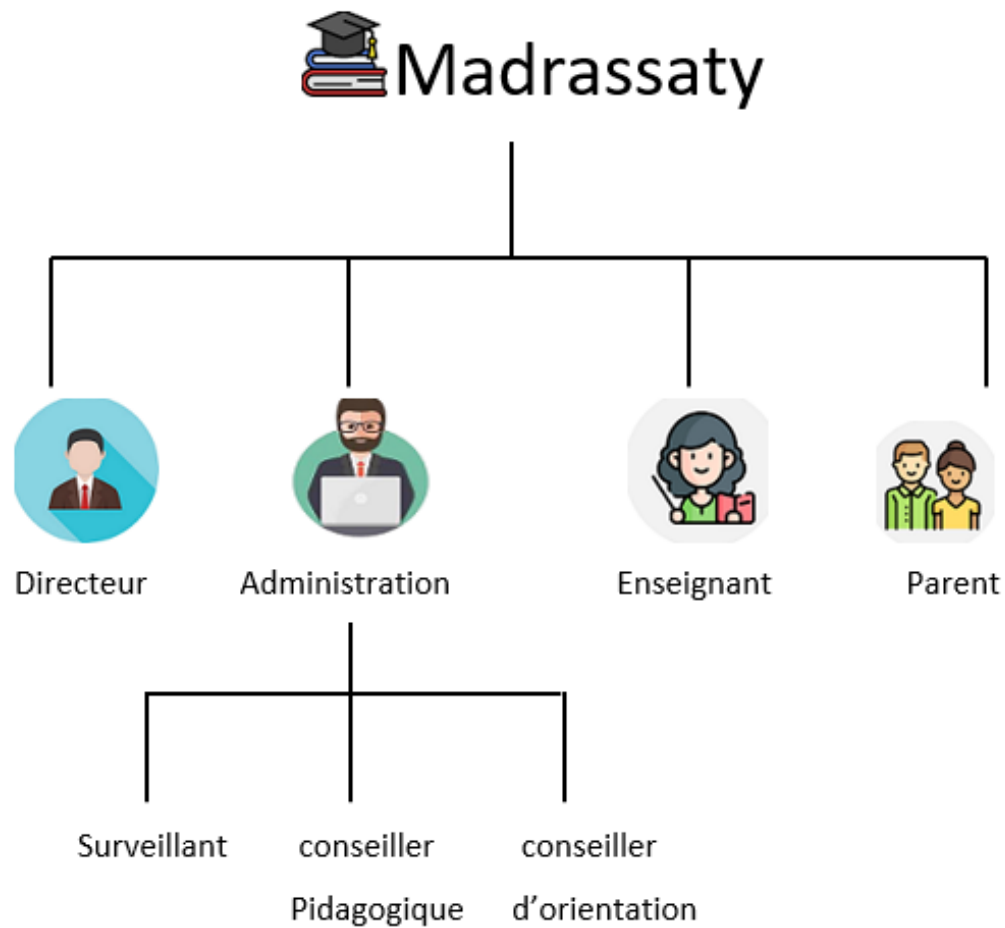 Madrassaty
Directeur
Administration
Enseignant
Parent
Surveillant
conseiller
Pidagogique
conseiller
d'orientation